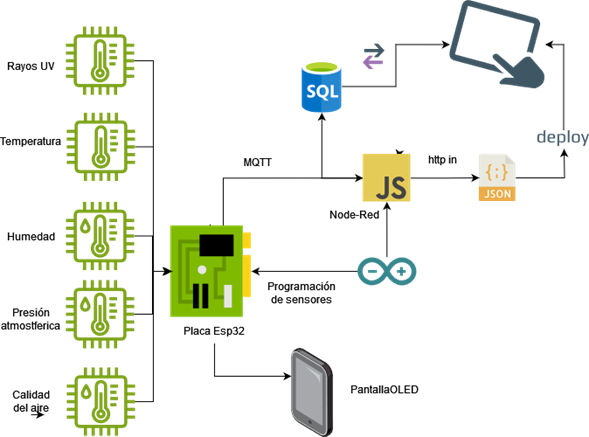 Rayos UV
Temperatura
Humedad
Presión
atmostferica
Calidad
del aire
SQL
MQTT
http in
JS
Node-Red
{;}
JSON
deploy
Programación
de sensores
Placa Esp32
PantallaOLED